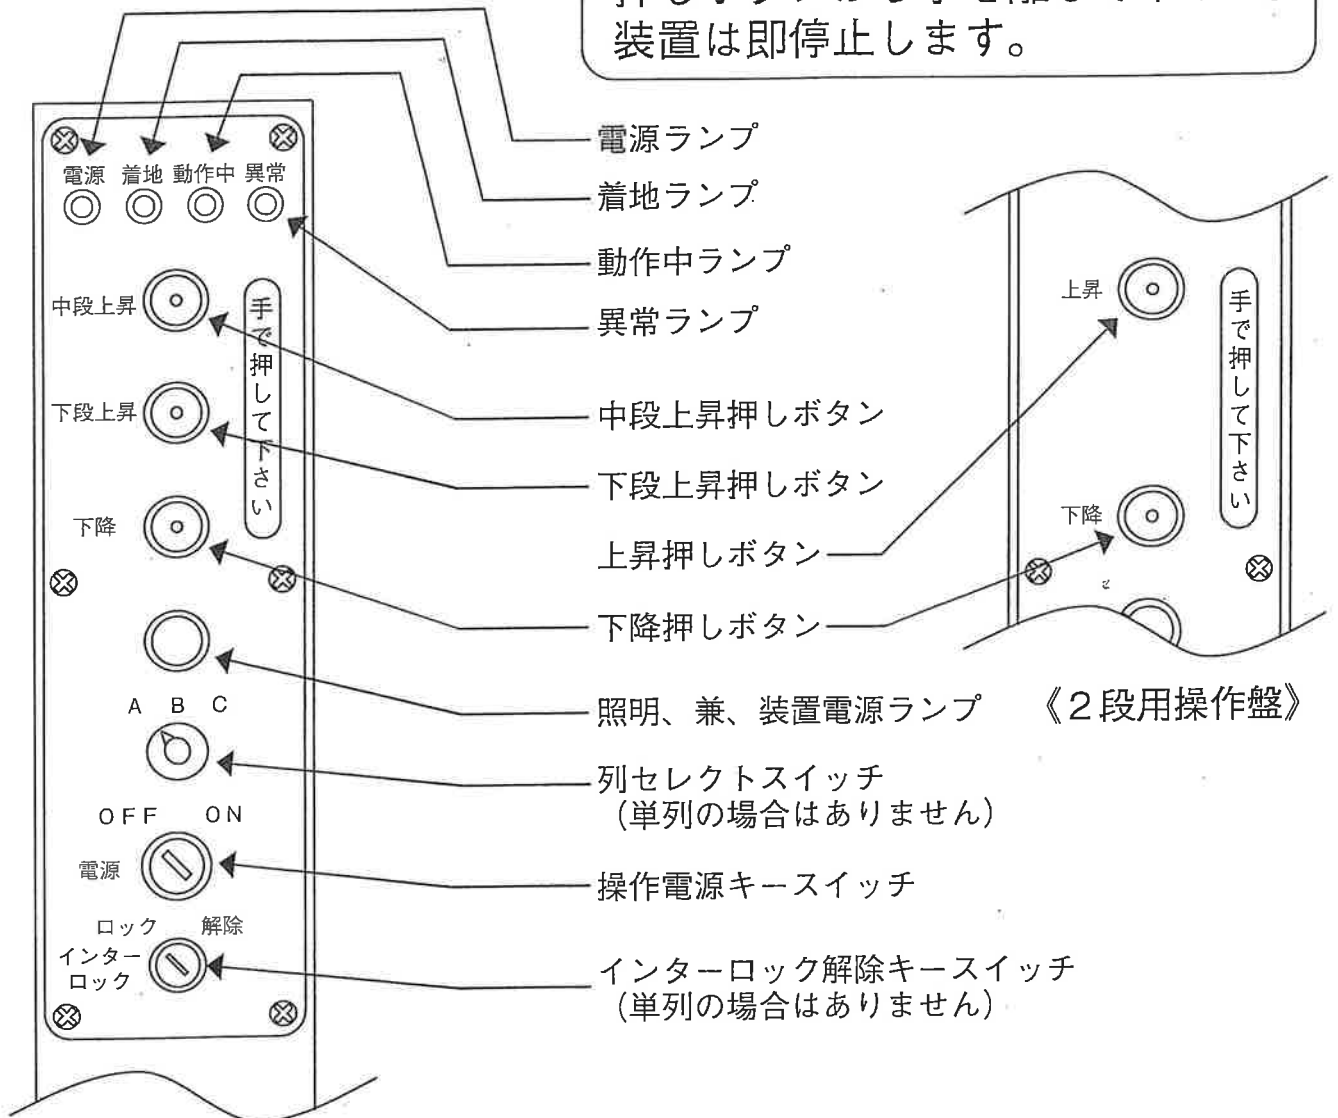 装置は即停止します。
電源 着地 動作中 異常
中段上昇
下段上昇
下降
手で押して下さい
A B C
OFF ON
電源
ロック 解除
インター
ロック
電源ランプ
着地ランプ
動作中ランプ
異常ランプ
中段上昇押しボタン
下段上昇押しボタン
上昇押しボタン
下降押しボタン
照明、兼、装置電源ランプ
列セレクトスイッチ
(単列の場合はありません)
操作電源キースイッチ
インターロック解除キースイッチ
(単列の場合はありません)
上昇
下降
手で押して下さい
《2段用操作盤》